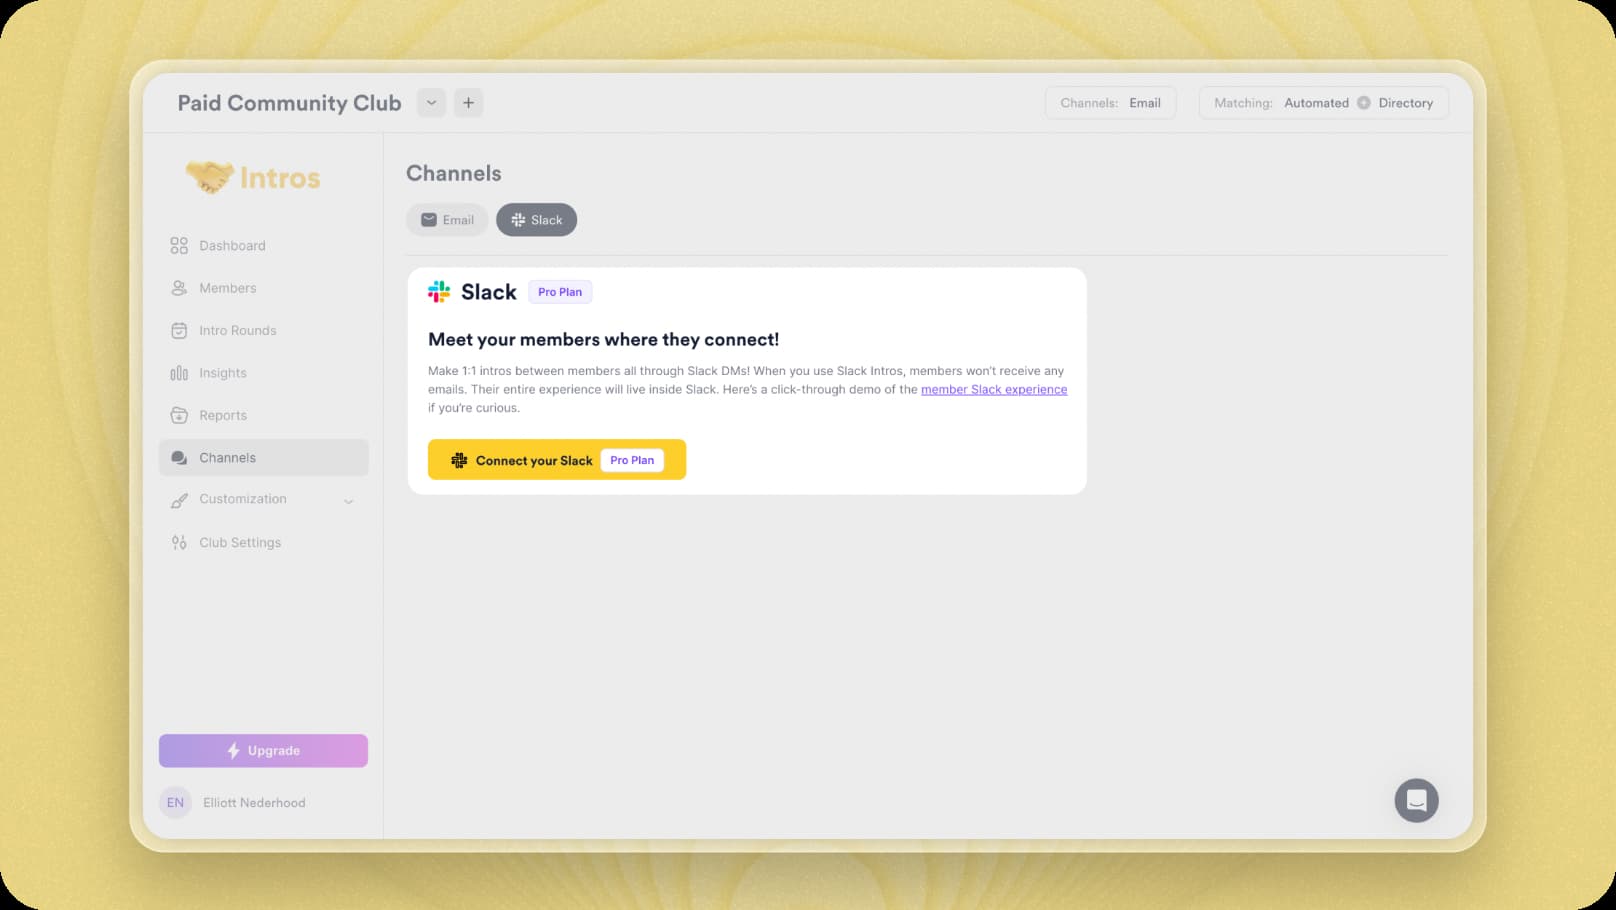 Paid Community Club
Channels: Email
Matching: Automated Directory
Intros
Dashboard
Members
Intro Rounds
Insights
Reports
Channels
Customization
Club Settings
Upgrade
EN
Elliott Nederhood
Channels
Email
Slack
Slack
Pro Plan
Meet your members where they connect!
Make 1:1 intros between members all through Slack DMs! When you use Slack Intros, members won’t receive any
emails. Their entire experience will live inside Slack. Here’s a click-through demo of the member Slack experience
if you’re curious.
Connect your Slack
Pro Plan